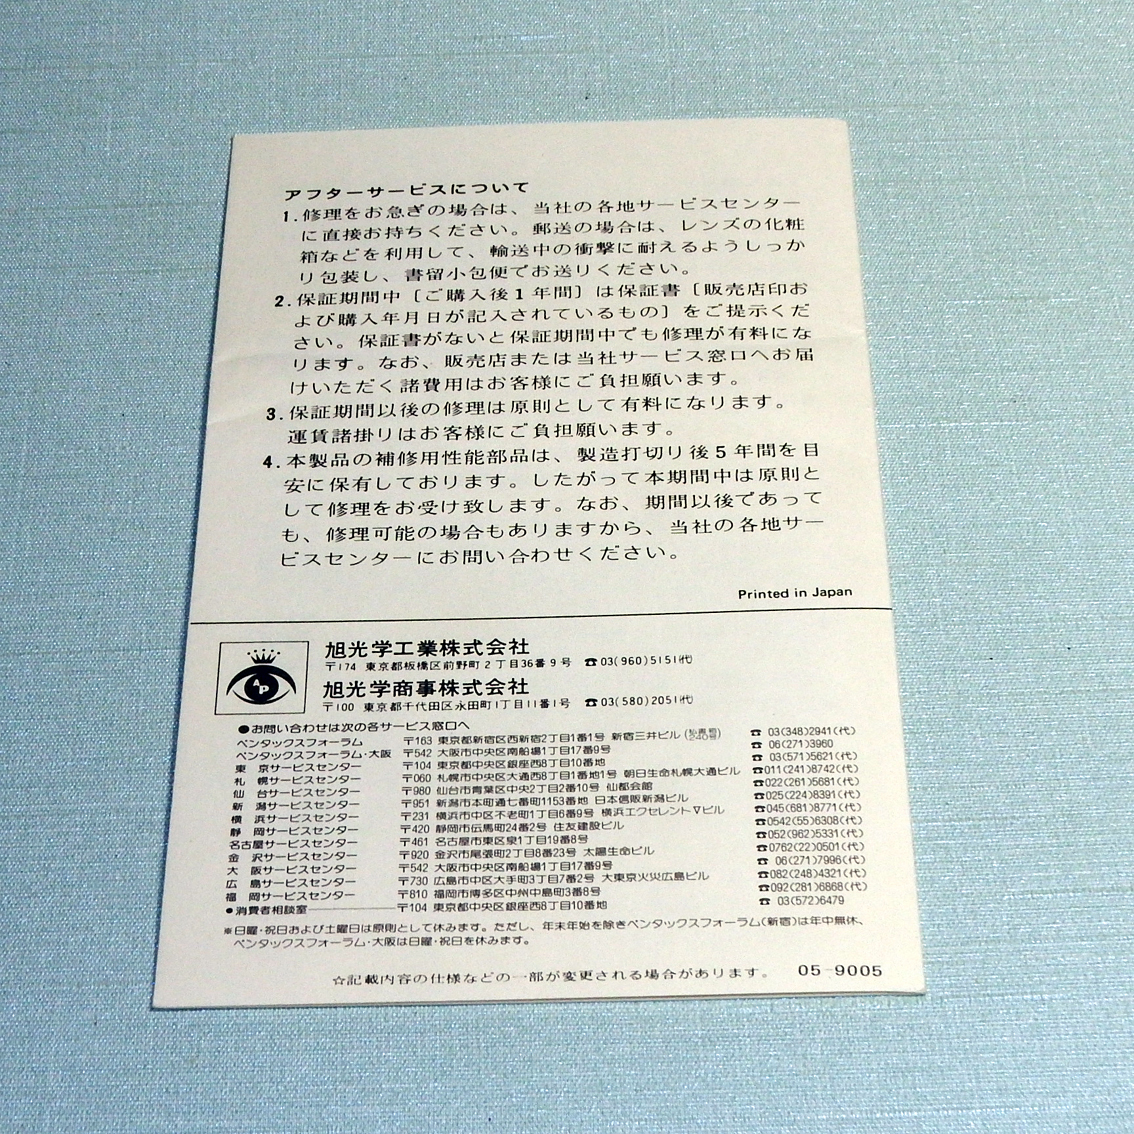 アフターサービスについて
1. 修理をお急ぎの場合は、当社の各地サービスセンター
に直接お持ちください。郵送の場合は、レンズの化粧
箱などを利用して、輸送中の衝撃に耐えるようしっか
り包装し、書留小包便でお送りください。
2. 保証期間中〔ご購入後1年間〕は保証書〔販売店印お
よび購入年月日が記入されているもの〕をご提示くだ
さい。保証書がないと保証期間中でも修理が有料にな
ります。なお、販売店または当社サービス窓口へお届
けいただく諸費用はお客様にご負担願います。
3. 保証期間以後の修理は原則として有料になります。
運賃諸掛りはお客様にご負担願います。
4. 本製品の補修用性能部品は、製造打切り後5年間を目
安に保有しております。したがって本期間中は原則と
して修理をお受け致します。なお、期間以後であって
も、修理可能の場合もありますから、当社の各地サー
ビスセンターにお問い合わせください。
Printed in Japan
AP
旭光学工業株式会社
〒174 東京都板橋区前野町2丁目36番9号 ☎03(960)5151㈹
旭光学商事株式会社
〒100 東京都千代田区永田町1丁目11番1号 ☎03(580)2051㈹
●お問い合わせは次の各サービス窓口へ
ペンタックスフォーラム 〒163 東京都新宿区西新宿2丁目1番1号 新宿三井ビル ☎ 03(348)2941(代)
ペンタックスフォーラム・大阪 〒542 大阪市中央区南船場1丁目17番9号 ☎ 06(271)3960
東京サービスセンター 〒104 東京都中央区銀座西8丁目10番地 ☎ 03(571)5621(代)
札幌サービスセンター 〒060 札幌市中央区大通西8丁目1番地1号 朝日生命札幌大通ビル ☎011(241)8742(代)
仙台サービスセンター 〒980 仙台市青葉区中央2丁目2番10号 仙都会館 ☎022(261)5681(代)
新潟サービスセンター 〒951 新潟市本町通七番町1153番地 日本信販新潟ビル ☎025(224)8391(代)
横浜サービスセンター 〒231 横浜市中区不老町1丁目6番9号 横浜エクセレントⅤビル ☎045(681)8771(代)
静岡サービスセンター 〒420 静岡市伝馬町24番2号 住友建設ビル ☎0542(55)6308(代)
名古屋サービスセンター 〒461 名古屋市東区泉1丁目19番8号 ☎052(962)5331(代)
金沢サービスセンター 〒920 金沢市尾張町2丁目8番23号 太陽生命ビル ☎0762(22)0501(代)
大阪サービスセンター 〒542 大阪市中央区南船場1丁目17番9号 ☎ 06(271)7996(代)
広島サービスセンター 〒730 広島市中区大手町3丁目7番2号 大東京火災広島ビル ☎082(248)4321(代)
福岡サービスセンター 〒810 福岡市博多区中州中島町3番8号 ☎092(281)6868(代)
●消費者相談室 〒104 東京都中央区銀座西8丁目10番地 ☎ 03(572)6479
※日曜・祝日および土曜日は原則として休みます。ただし、年末年始を除きペンタックスフォーラム(新宿)は年中無休、
ペンタックスフォーラム・大阪は日曜・祝日を休みます。
☆記載内容の仕様などの一部が変更される場合があります。 05-9005